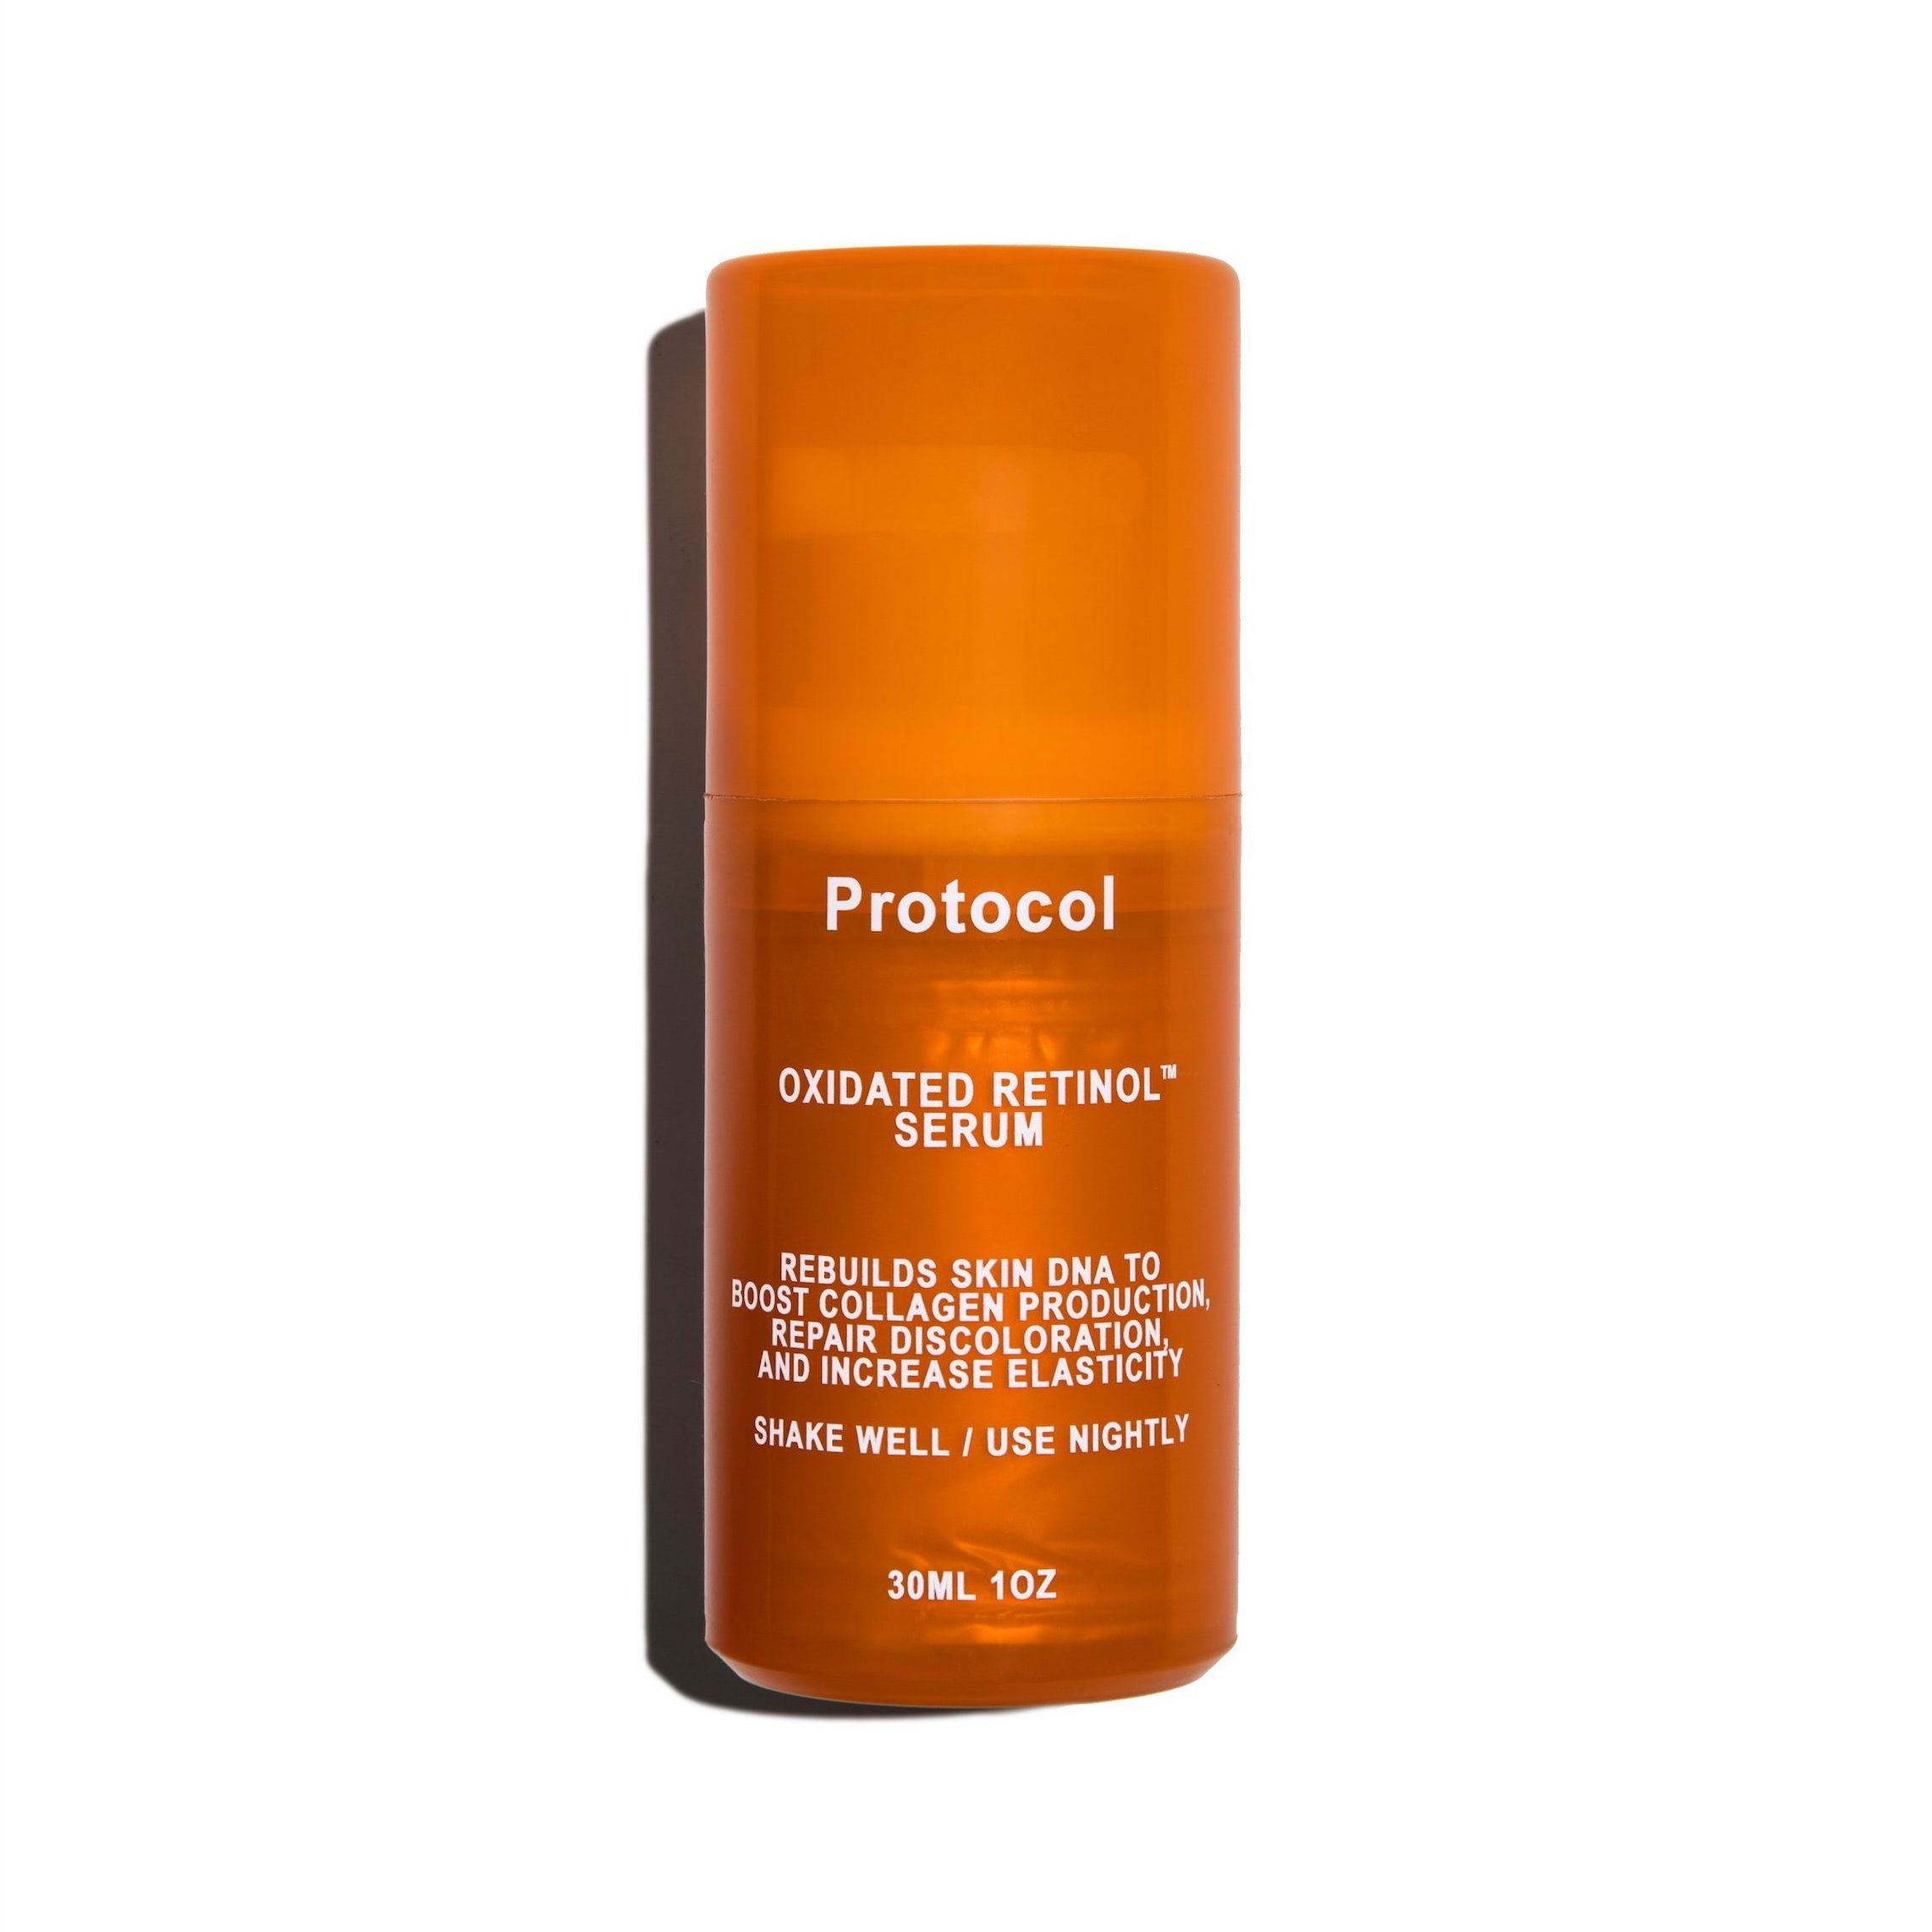 Protocol
OXIDATED RETINOL™
SERUM
REBUILDS SKIN DNA TO
BOOST COLLAGEN PRODUCTION,
REPAIR DISCOLORATION,
AND INCREASE ELASTICITY
SHAKE WELL / USE NIGHTLY
30ML 1OZ